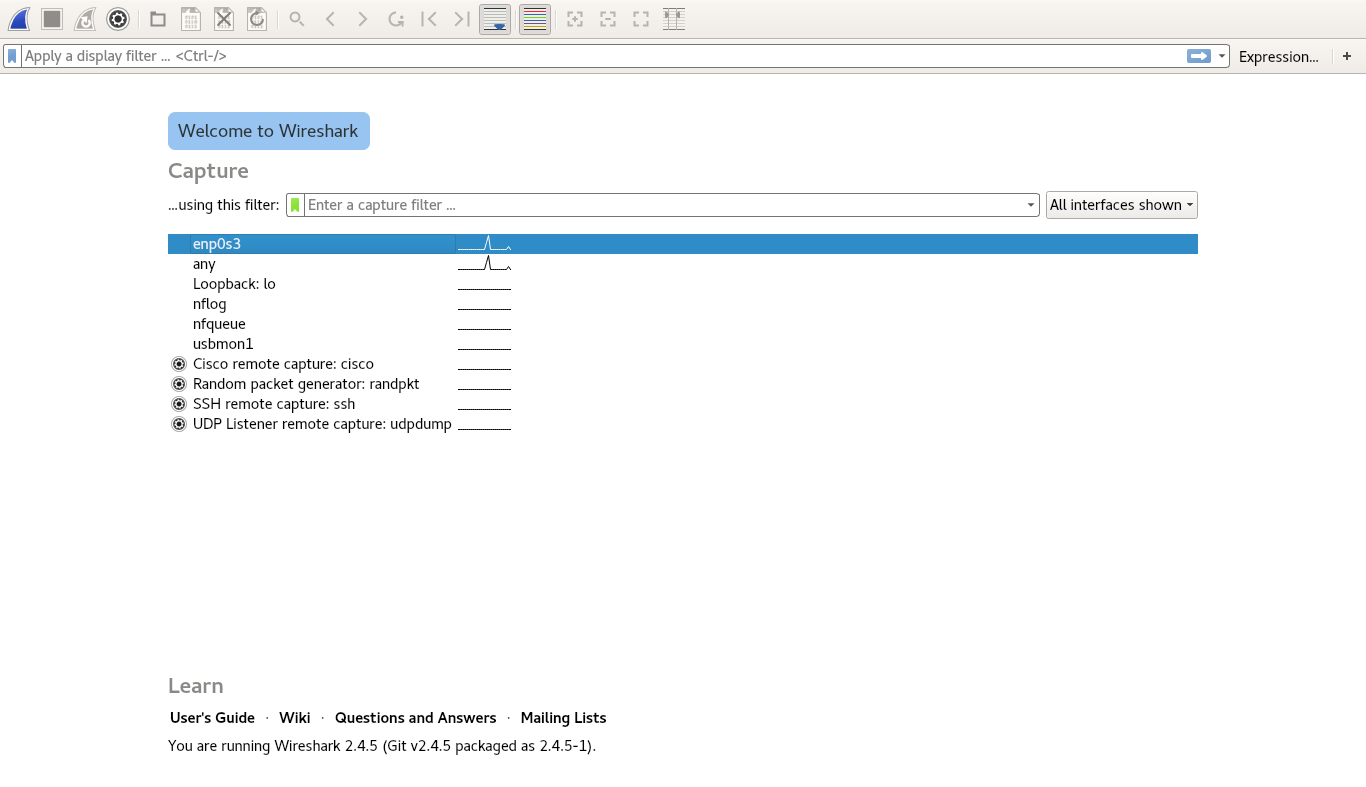 Apply a display filter ... <Ctrl-/> Expression... +
Welcome to Wireshark
Capture
...using this filter: Enter a capture filter ... All interfaces shown
enp0s3
any
Loopback: lo
nflog
nfqueue
usbmon1
Cisco remote capture: cisco
Random packet generator: randpkt
SSH remote capture: ssh
UDP Listener remote capture: udpdump
Learn
User's Guide · Wiki · Questions and Answers · Mailing Lists
You are running Wireshark 2.4.5 (Git v2.4.5 packaged as 2.4.5-1).